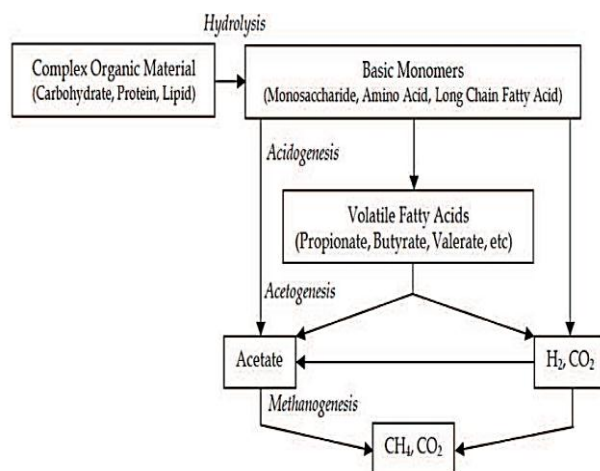 Hydrolysis
Complex Organic Material
(Carbohydrate, Protein, Lipid)
Basic Monomers
(Monosaccharide, Amino Acid, Long Chain Fatty Acid)
Acidogenesis
Volatile Fatty Acids
(Propionate, Butyrate, Valerate, etc)
Acetogenesis
Acetate
H₂, CO₂
Methanogenesis
CH₄, CO₂